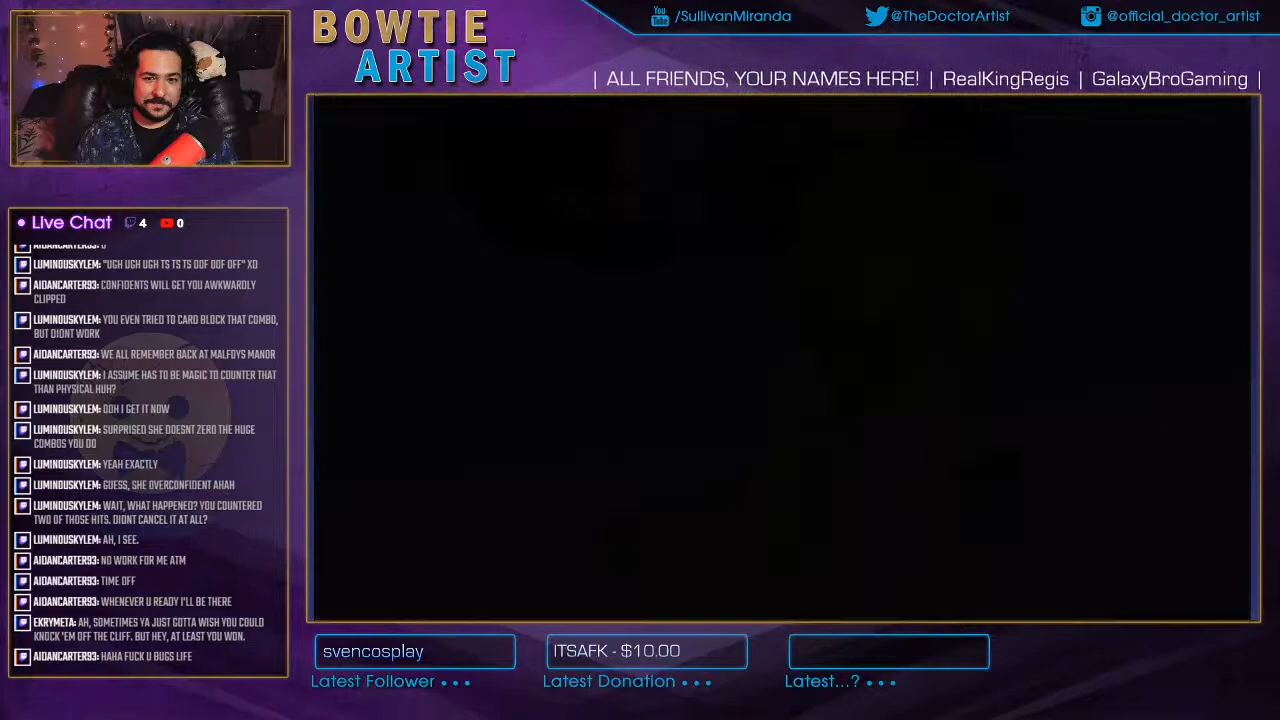 BOWTIE
ARTIST
/SullivanMiranda
@TheDoctorArtist
@official_doctor_artist
| ALL FRIENDS, YOUR NAMES HERE! | RealKingRegis | GalaxyBroGaming |
Live Chat 4 0
LUMINOUSKYLEM: "UGH UGH UGH TS TS TS OOF OOF OFF" XD
AIDANCARTER93: CONFIDENTS WILL GET YOU AWKWARDLY
CLIPPED
LUMINOUSKYLEM: YOU EVEN TRIED TO CARD BLOCK THAT COMBO,
BUT DIDNT WORK
AIDANCARTER93: WE ALL REMEMBER BACK AT MALFOYS MANOR
LUMINOUSKYLEM: I ASSUME HAS TO BE MAGIC TO COUNTER THAT
THAN PHYSICAL HUH?
LUMINOUSKYLEM: OOH I GET IT NOW
LUMINOUSKYLEM: SURPRISED SHE DOESNT ZERO THE HUGE
COMBOS YOU DO
LUMINOUSKYLEM: YEAH EXACTLY
LUMINOUSKYLEM: GUESS, SHE OVERCONFIDENT AHAH
LUMINOUSKYLEM: WAIT, WHAT HAPPENED? YOU COUNTERED
TWO OF THOSE HITS. DIDNT CANCEL IT AT ALL?
LUMINOUSKYLEM: AH, I SEE.
AIDANCARTER93: NO WORK FOR ME ATM
AIDANCARTER93: TIME OFF
AIDANCARTER93: WHENEVER U READY I'LL BE THERE
EKRYMETA: AH, SOMETIMES YA JUST GOTTA WISH YOU COULD
KNOCK 'EM OFF THE CLIFF. BUT HEY, AT LEAST YOU WON.
AIDANCARTER93: HAHA FUCK U BUGS LIFE
svencosplay
ITSAFK - $10.00
Latest Follower •••
Latest Donation •••
Latest...? •••